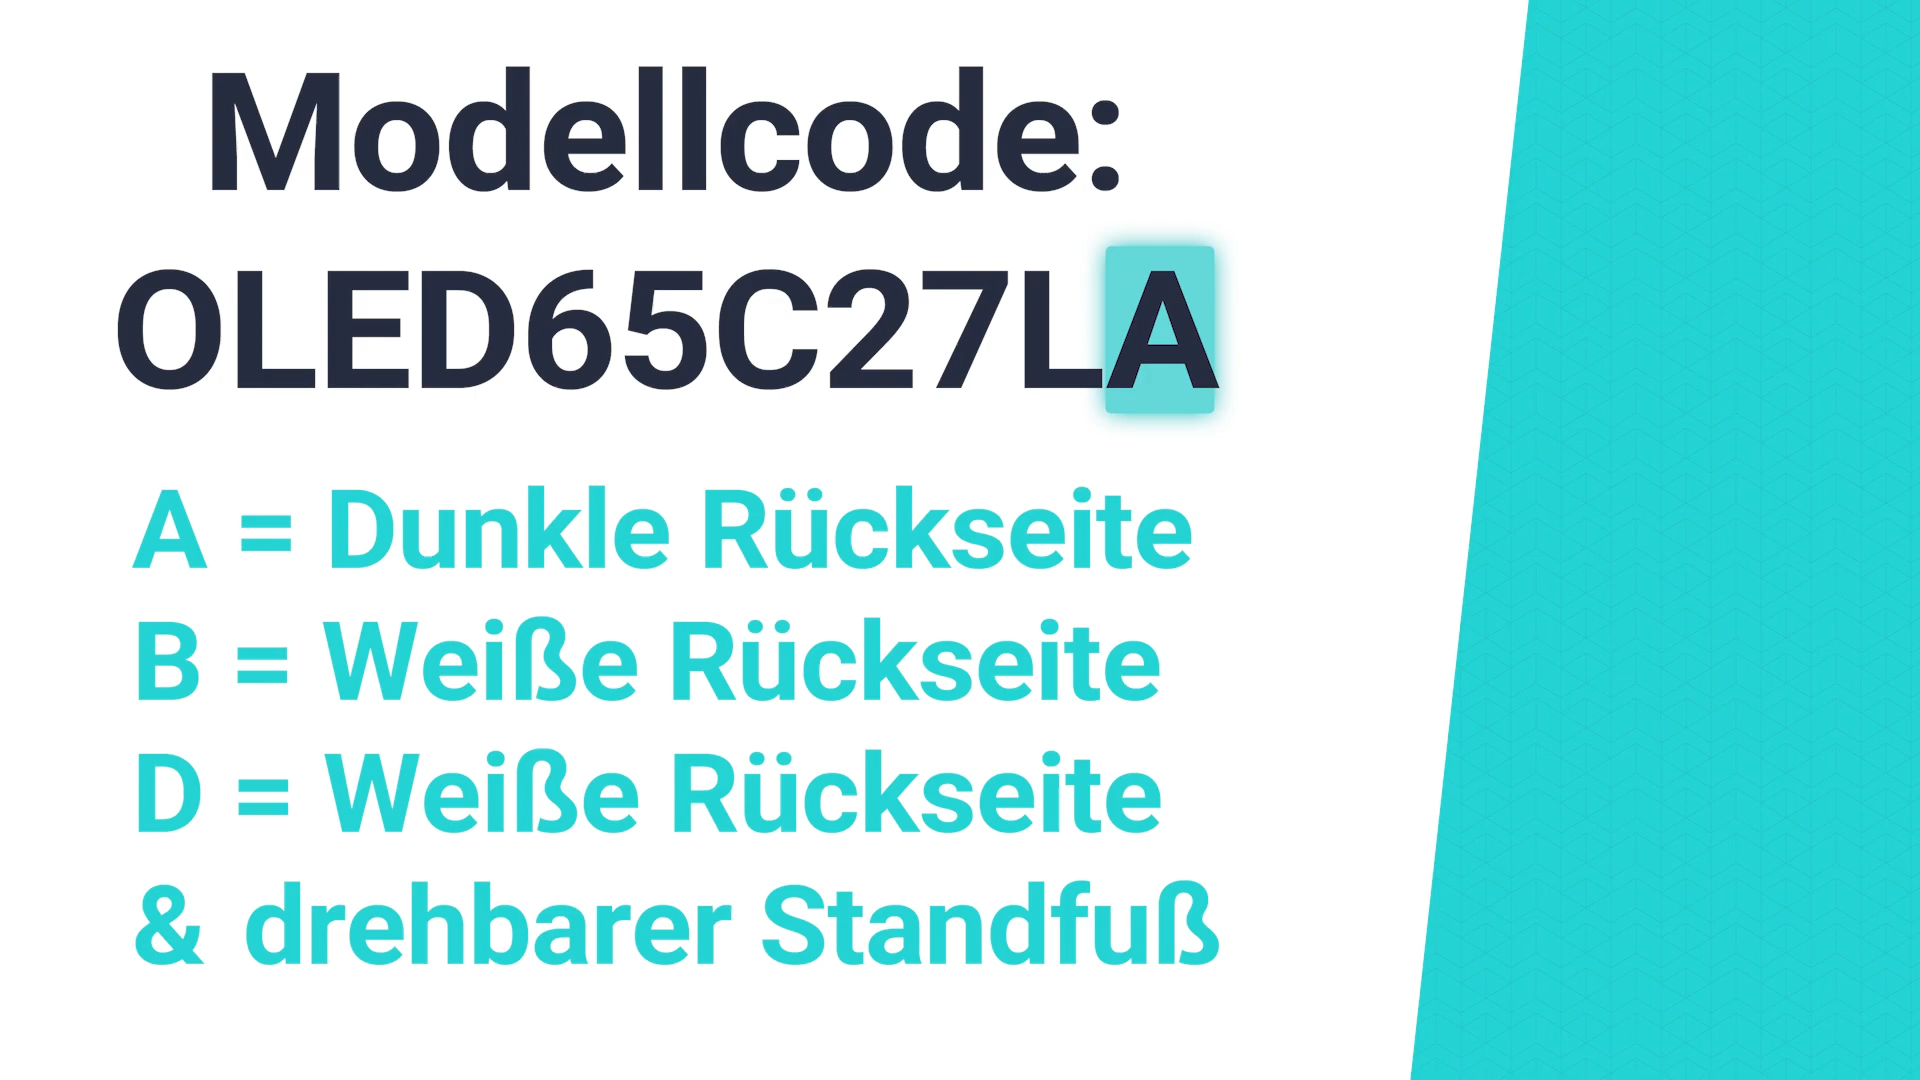 Modellcode:
OLED65C27LA
A = Dunkle Rückseite
B = Weiße Rückseite
D = Weiße Rückseite
& drehbarer Standfuß